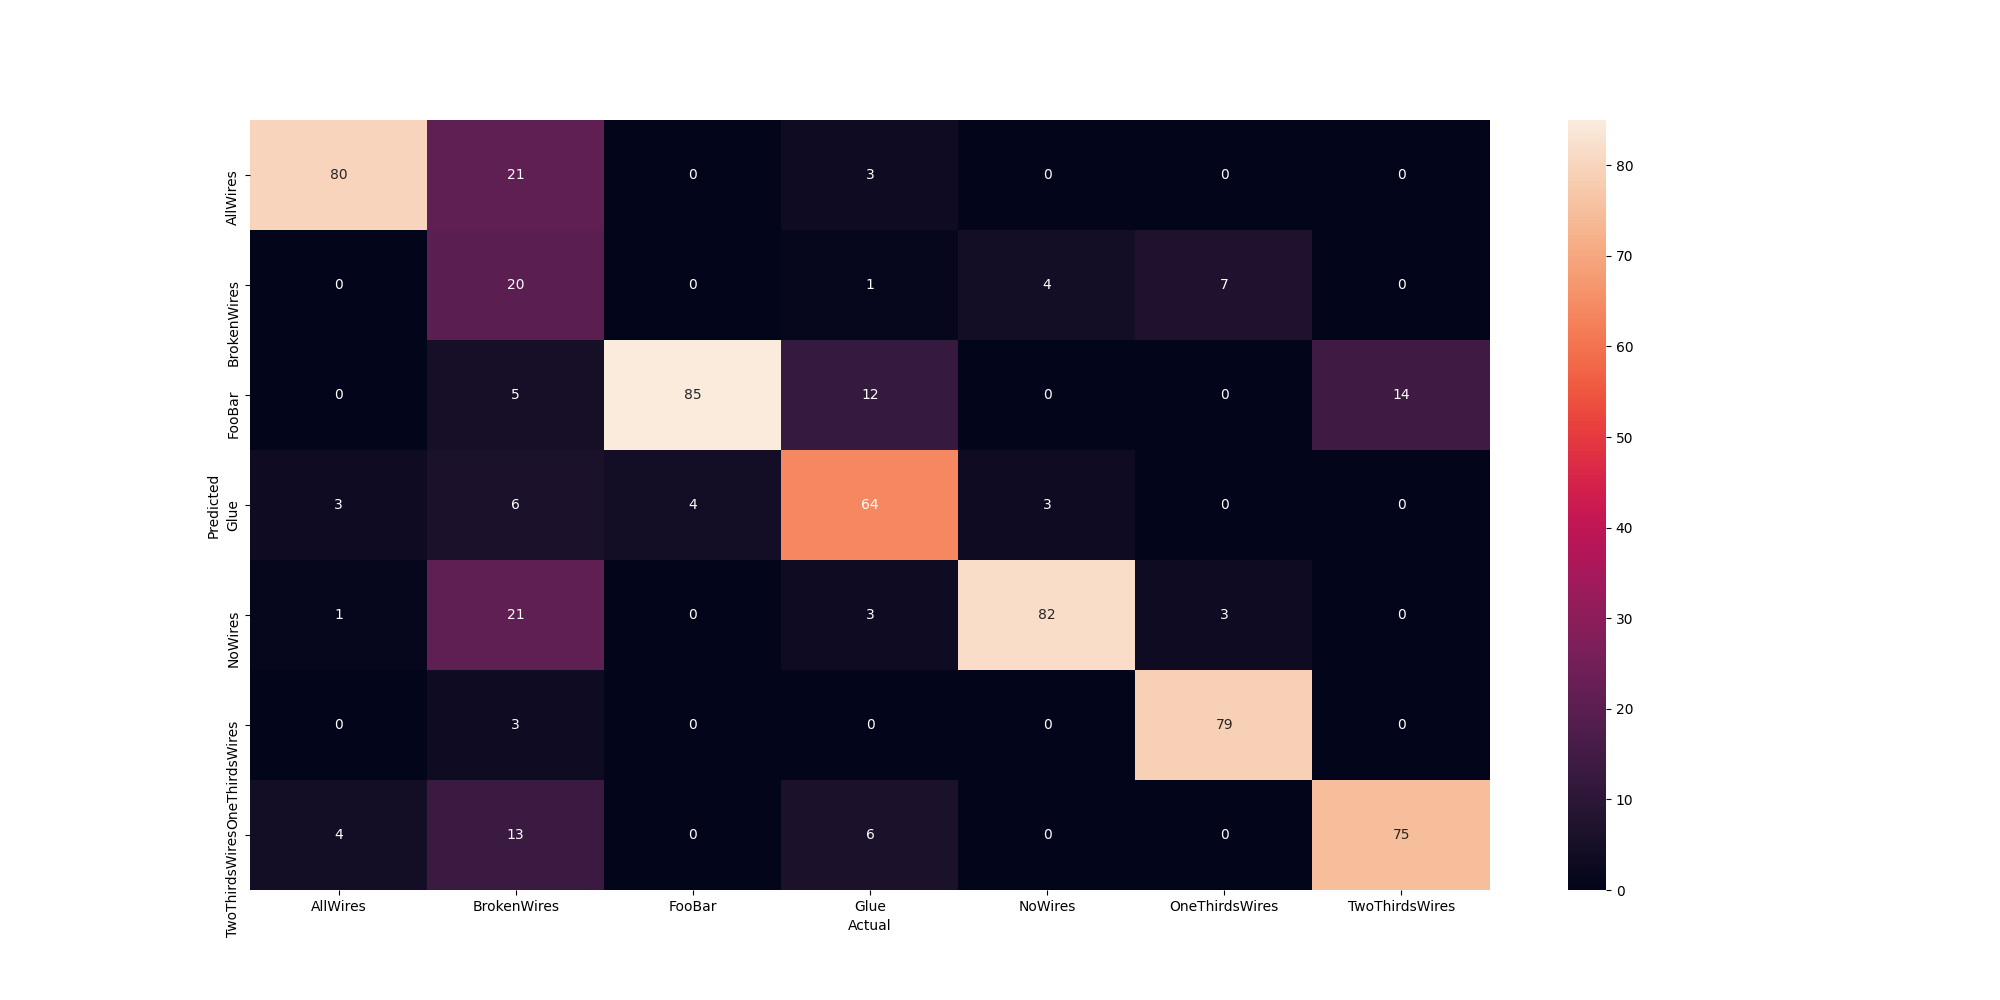 Predicted
AllWires
80 21 0 3 0 0 0
BrokenWires
0 20 0 1 4 7 0
FooBar
0 5 85 12 0 0 14
Glue
3 6 4 64 3 0 0
NoWires
1 21 0 3 82 3 0
OneThirdsWires
0 3 0 0 0 79 0
TwoThirdsWires
4 13 0 6 0 0 75
AllWires BrokenWires FooBar Glue NoWires OneThirdsWires TwoThirdsWires
Actual
80
70
60
50
40
30
20
10
0